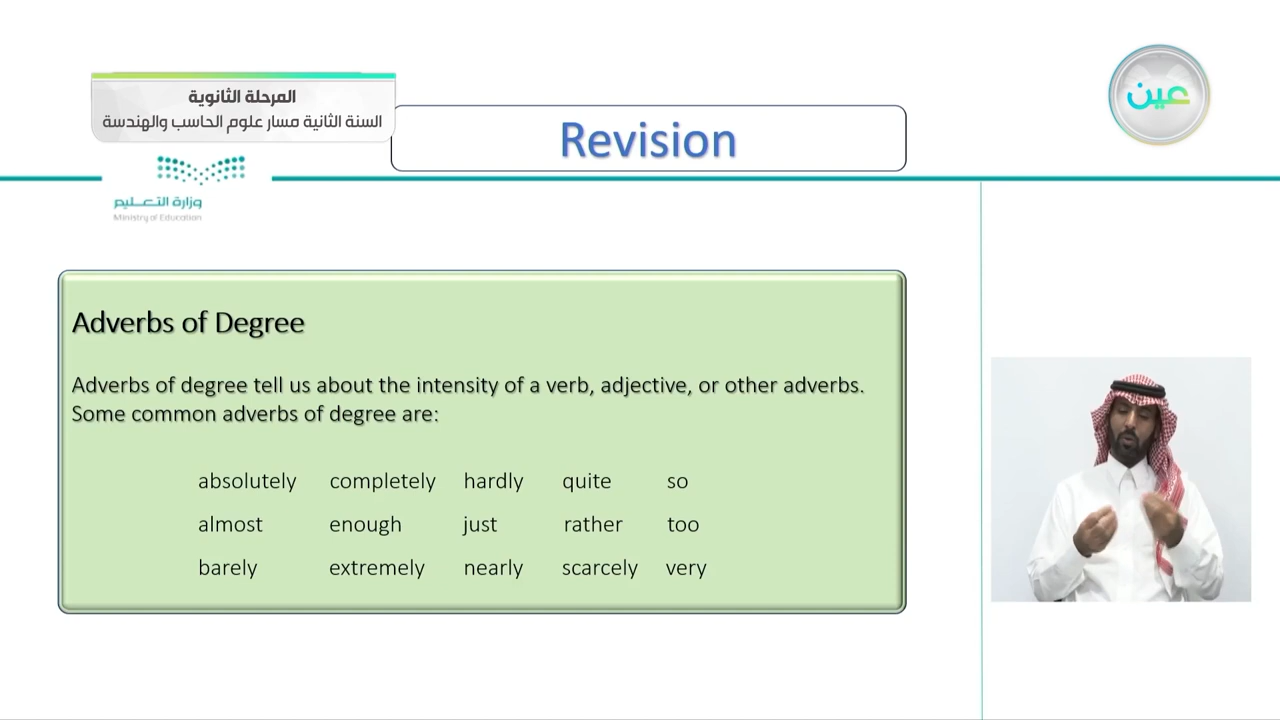 المرحلة الثانوية
السنة الثانية مسار علوم الحاسب والهندسة
عين
Revision
وزارة التعليم
Ministry of Education
Adverbs of Degree
Adverbs of degree tell us about the intensity of a verb, adjective, or other adverbs.
Some common adverbs of degree are:
absolutely completely hardly quite so
almost enough just rather too
barely extremely nearly scarcely very